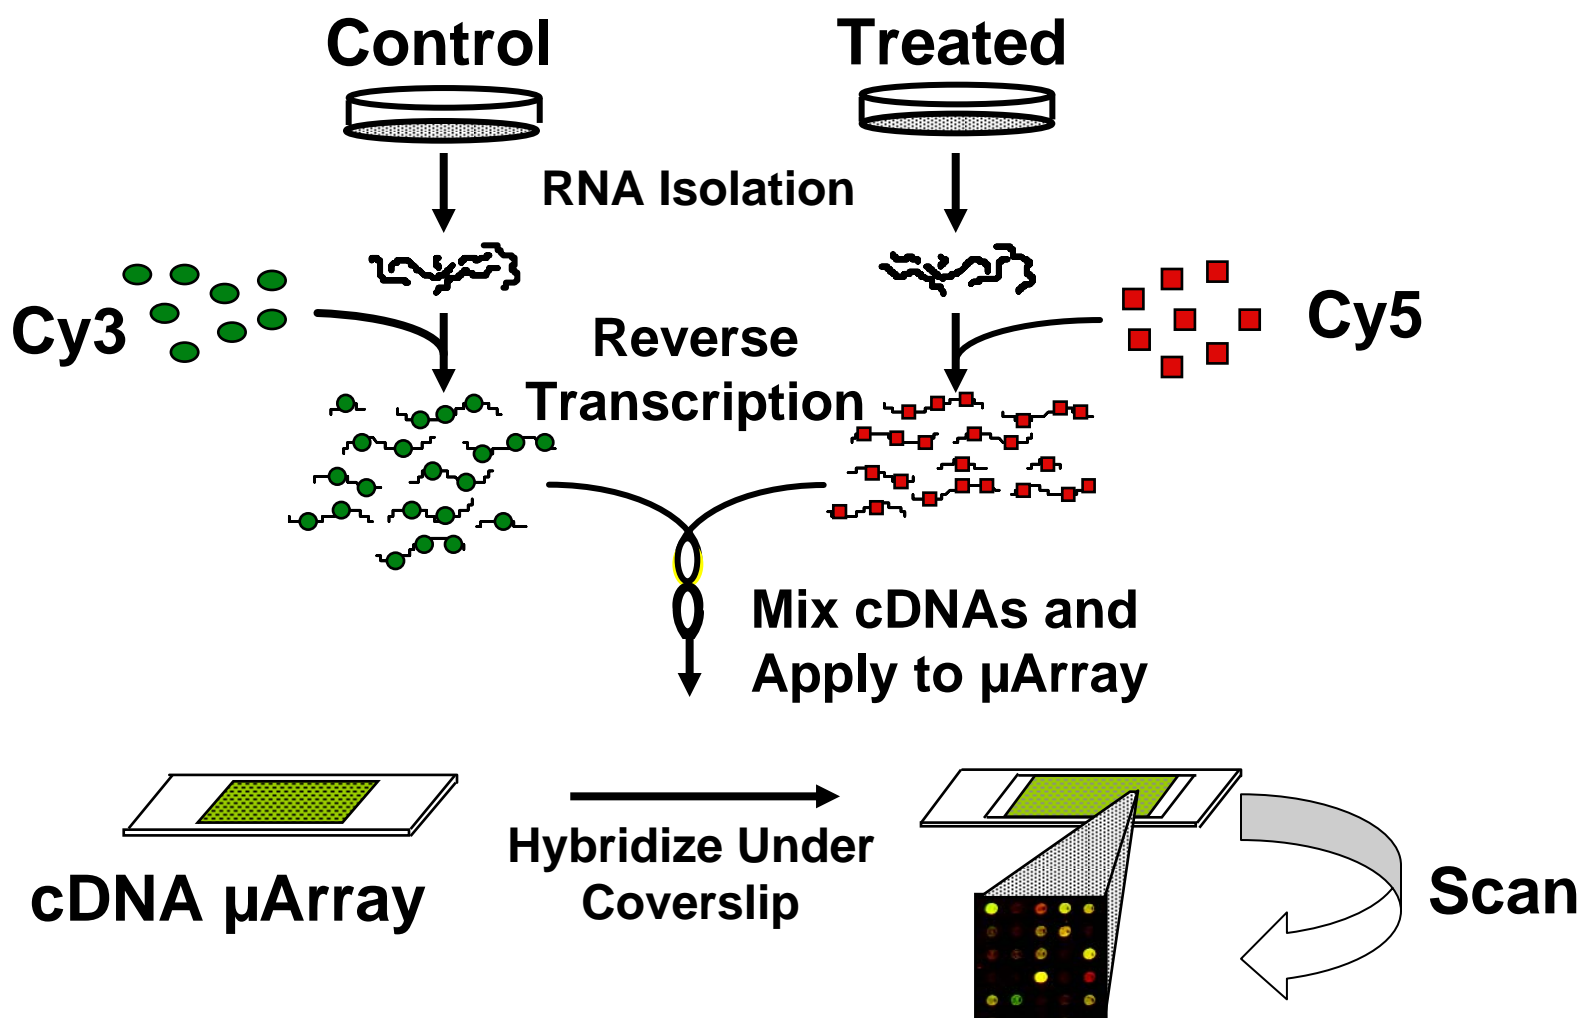 Control
Treated
RNA Isolation
Cy3
Cy5
Reverse
Transcription
Mix cDNAs and
Apply to µArray
Hybridize Under
Coverslip
cDNA µArray
Scan